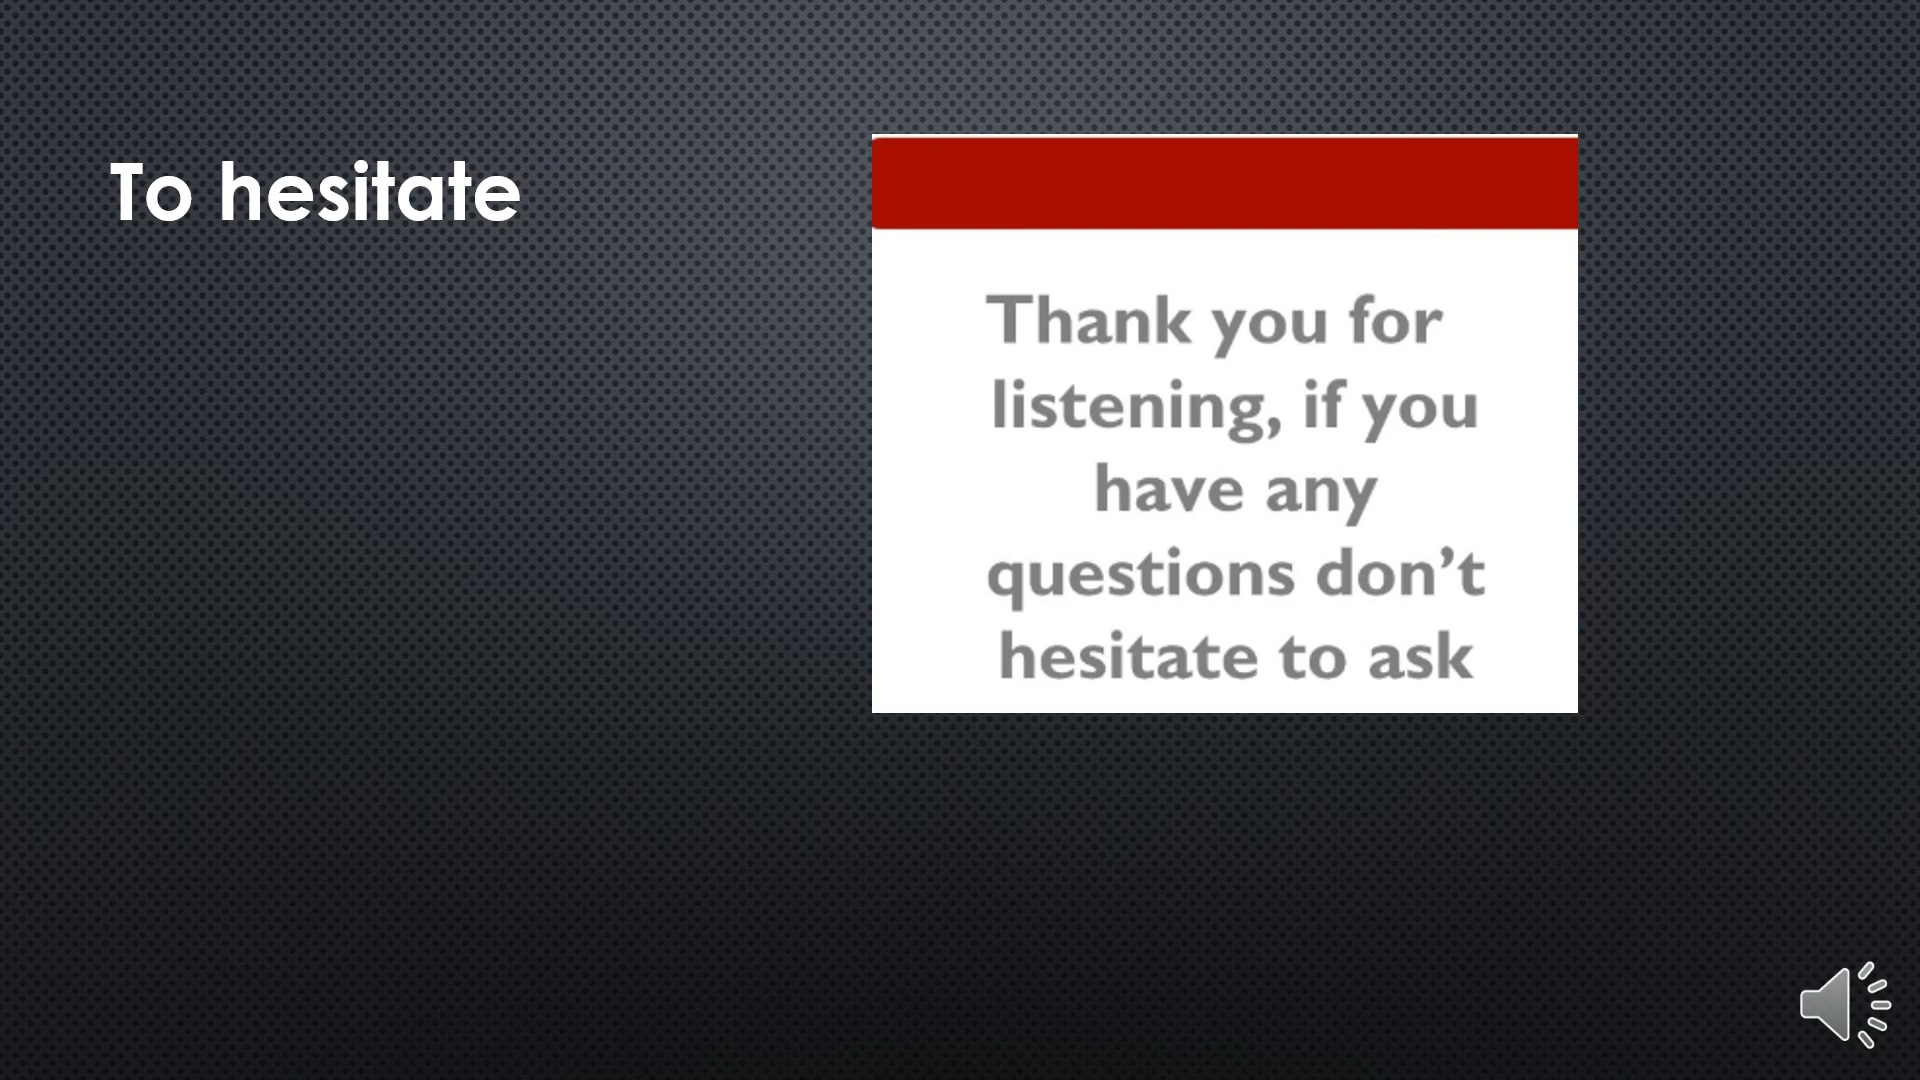 To hesitate
Thank you for
listening, if you
have any
questions don’t
hesitate to ask